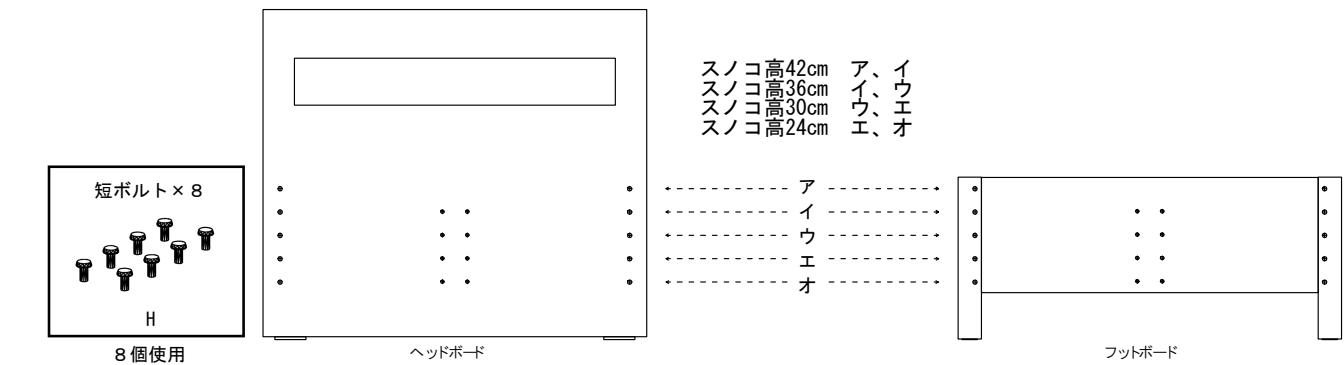 スノコ高42cm　ア、イ
スノコ高36cm　イ、ウ
スノコ高30cm　ウ、エ
スノコ高24cm　エ、オ
短ボルト×８
H
８個使用
ア
イ
ウ
エ
オ
ヘッドボード
フットボード